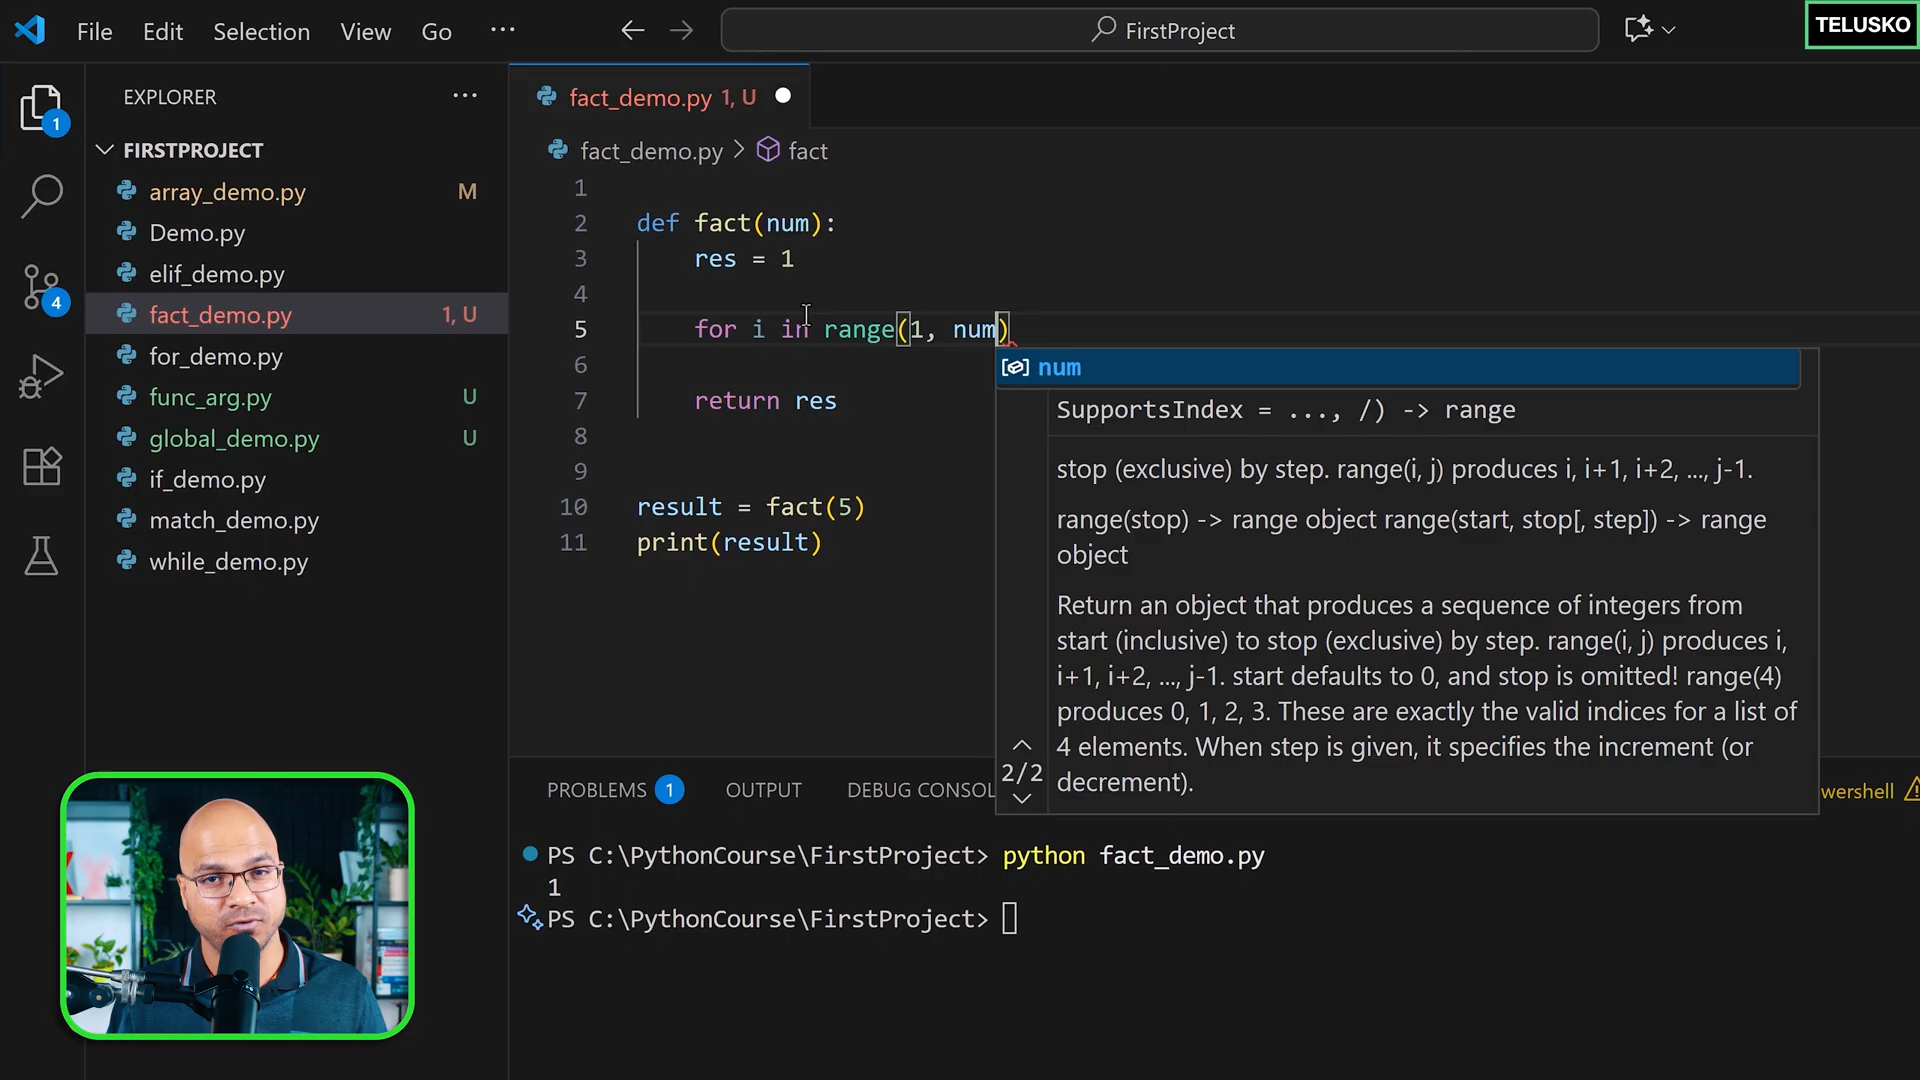 File Edit Selection View Go ··· FirstProject TELUSKO
EXPLORER ···
1
FIRSTPROJECT
array_demo.py M
Demo.py
elif_demo.py
4
fact_demo.py 1, U
for_demo.py
func_arg.py U
global_demo.py U
if_demo.py
match_demo.py
while_demo.py
fact_demo.py 1, U
fact_demo.py > fact
1
2 def fact(num):
3 res = 1
4
5 for i in range(1, num)
6
7 return res
8
9
10 result = fact(5)
11 print(result)
num
SupportsIndex = ..., /) -> range
stop (exclusive) by step. range(i, j) produces i, i+1, i+2, ..., j-1.
range(stop) -> range object range(start, stop[, step]) -> range
object
Return an object that produces a sequence of integers from
start (inclusive) to stop (exclusive) by step. range(i, j) produces i,
i+1, i+2, ..., j-1. start defaults to 0, and stop is omitted! range(4)
produces 0, 1, 2, 3. These are exactly the valid indices for a list of
4 elements. When step is given, it specifies the increment (or
decrement).
2/2
PROBLEMS 1 OUTPUT DEBUG CONSOL wershell
PS C:\PythonCourse\FirstProject> python fact_demo.py
1
PS C:\PythonCourse\FirstProject>